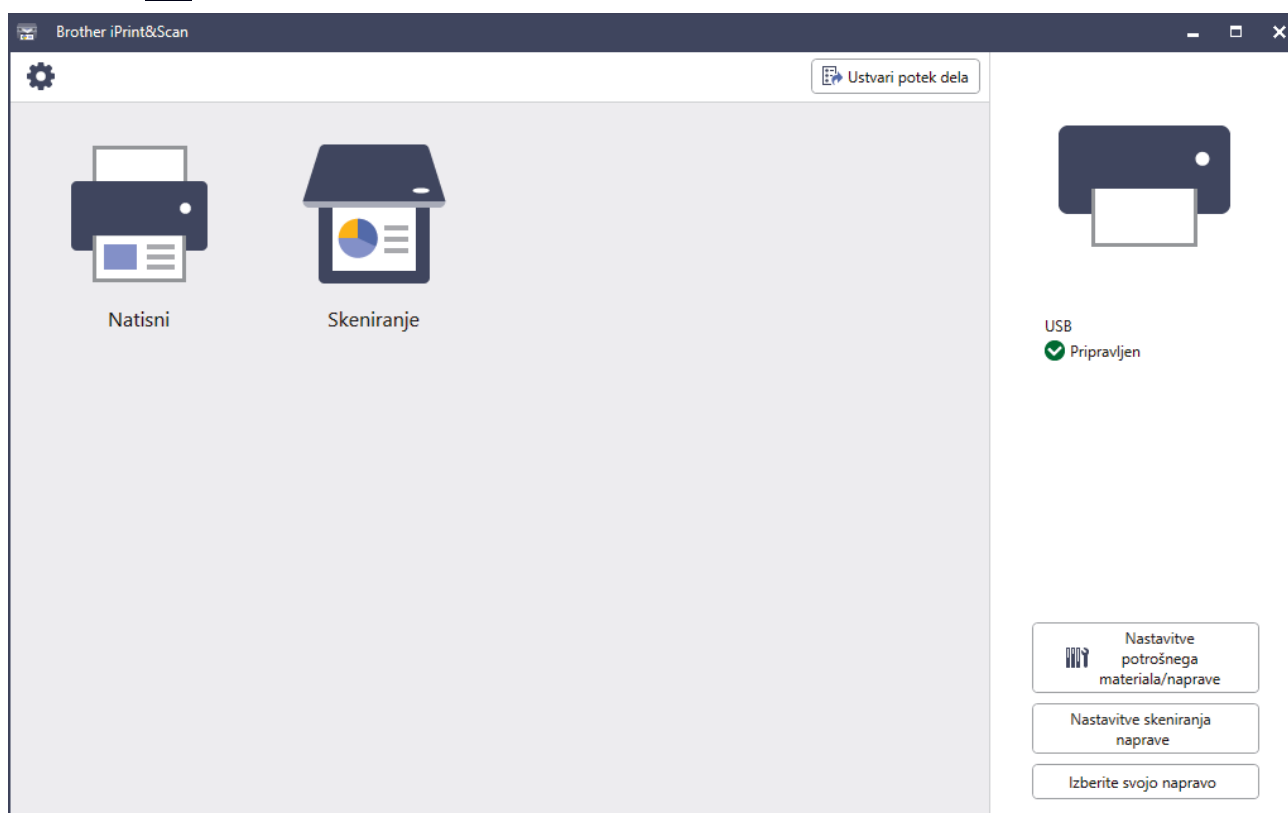 Brother iPrint&Scan
Ustvari potek dela
Natisni
Skeniranje
USB
Pripravljen
Nastavitve
potrošnega
materiala/naprave
Nastavitve skeniranja
naprave
Izberite svojo napravo